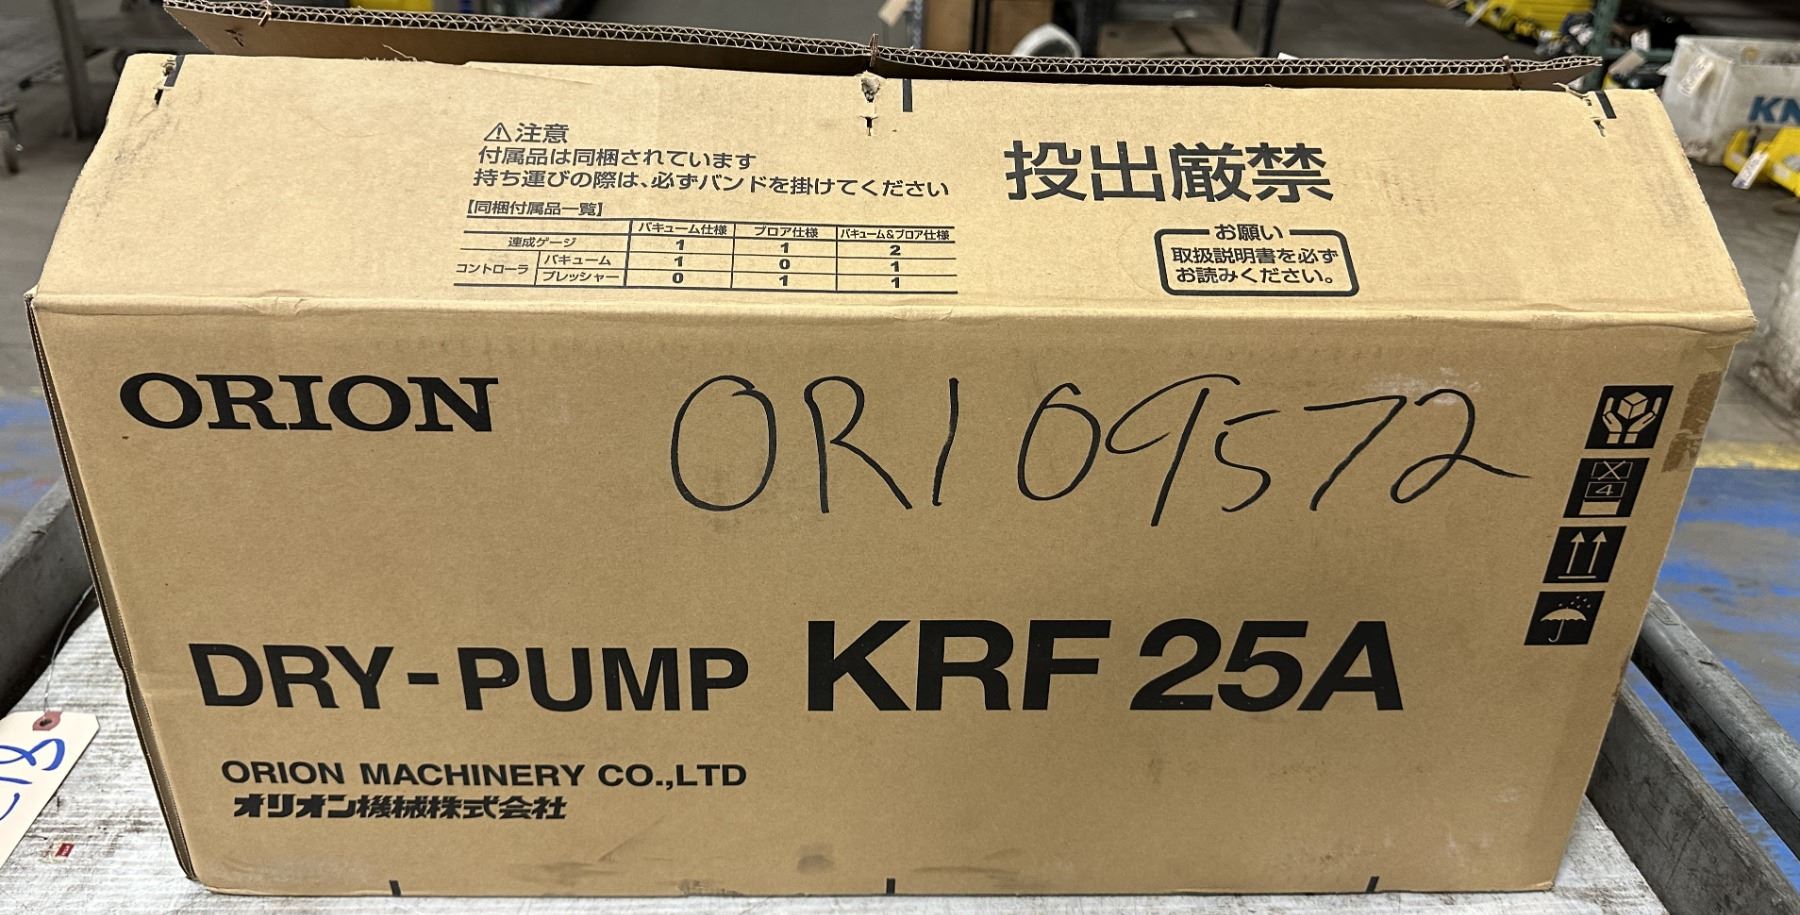 ⚠注意
付属品は同梱されています
持ち運びの際は、必ずバンドを掛けてください
【同梱付属品一覧】
バキューム仕様 ブロア仕様 バキューム&ブロア仕様
連成ゲージ 1 1 2
コントローラ バキューム 1 0 1
プレッシャー 0 1 1
投出厳禁
お願い
取扱説明書を必ず
お読みください。
ORION
ORI09572
4
DRY-PUMP KRF 25A
ORION MACHINERY CO.,LTD
オリオン機械株式会社
KN